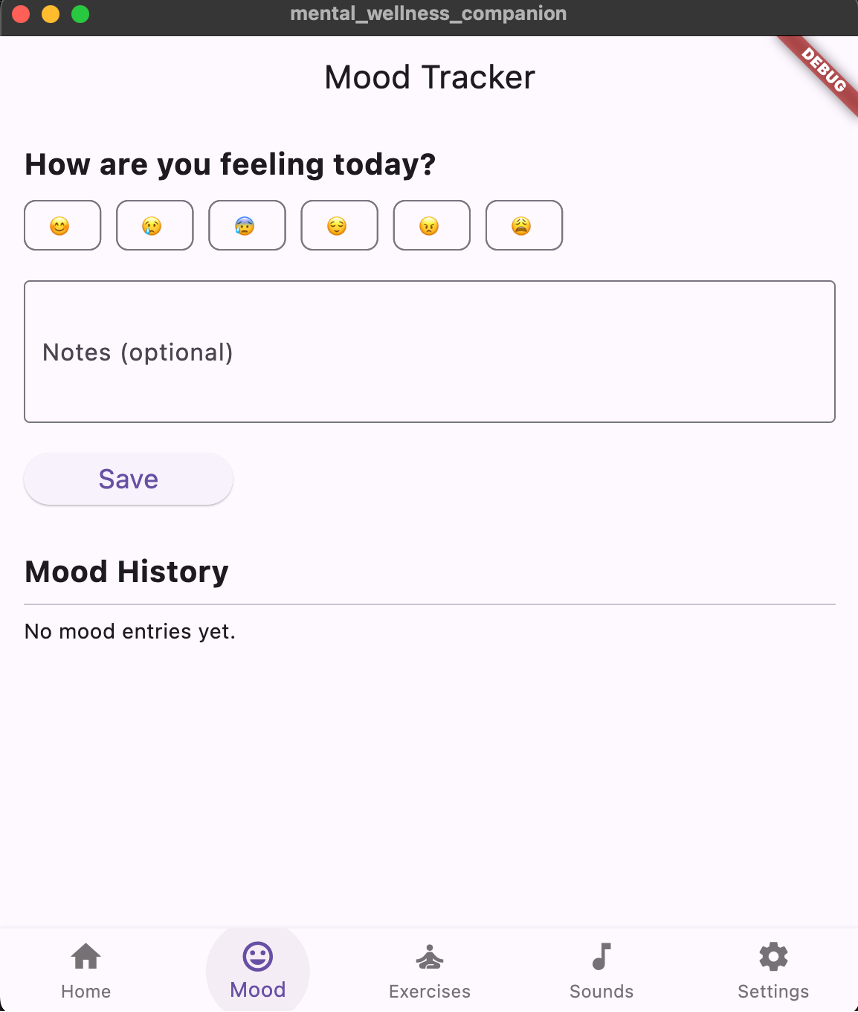 mental_wellness_companion
DEBUG
Mood Tracker
How are you feeling today?
😊 😢 😰 😌 😠 😩
Notes (optional)
Save
Mood History
No mood entries yet.
Home Mood Exercises Sounds Settings